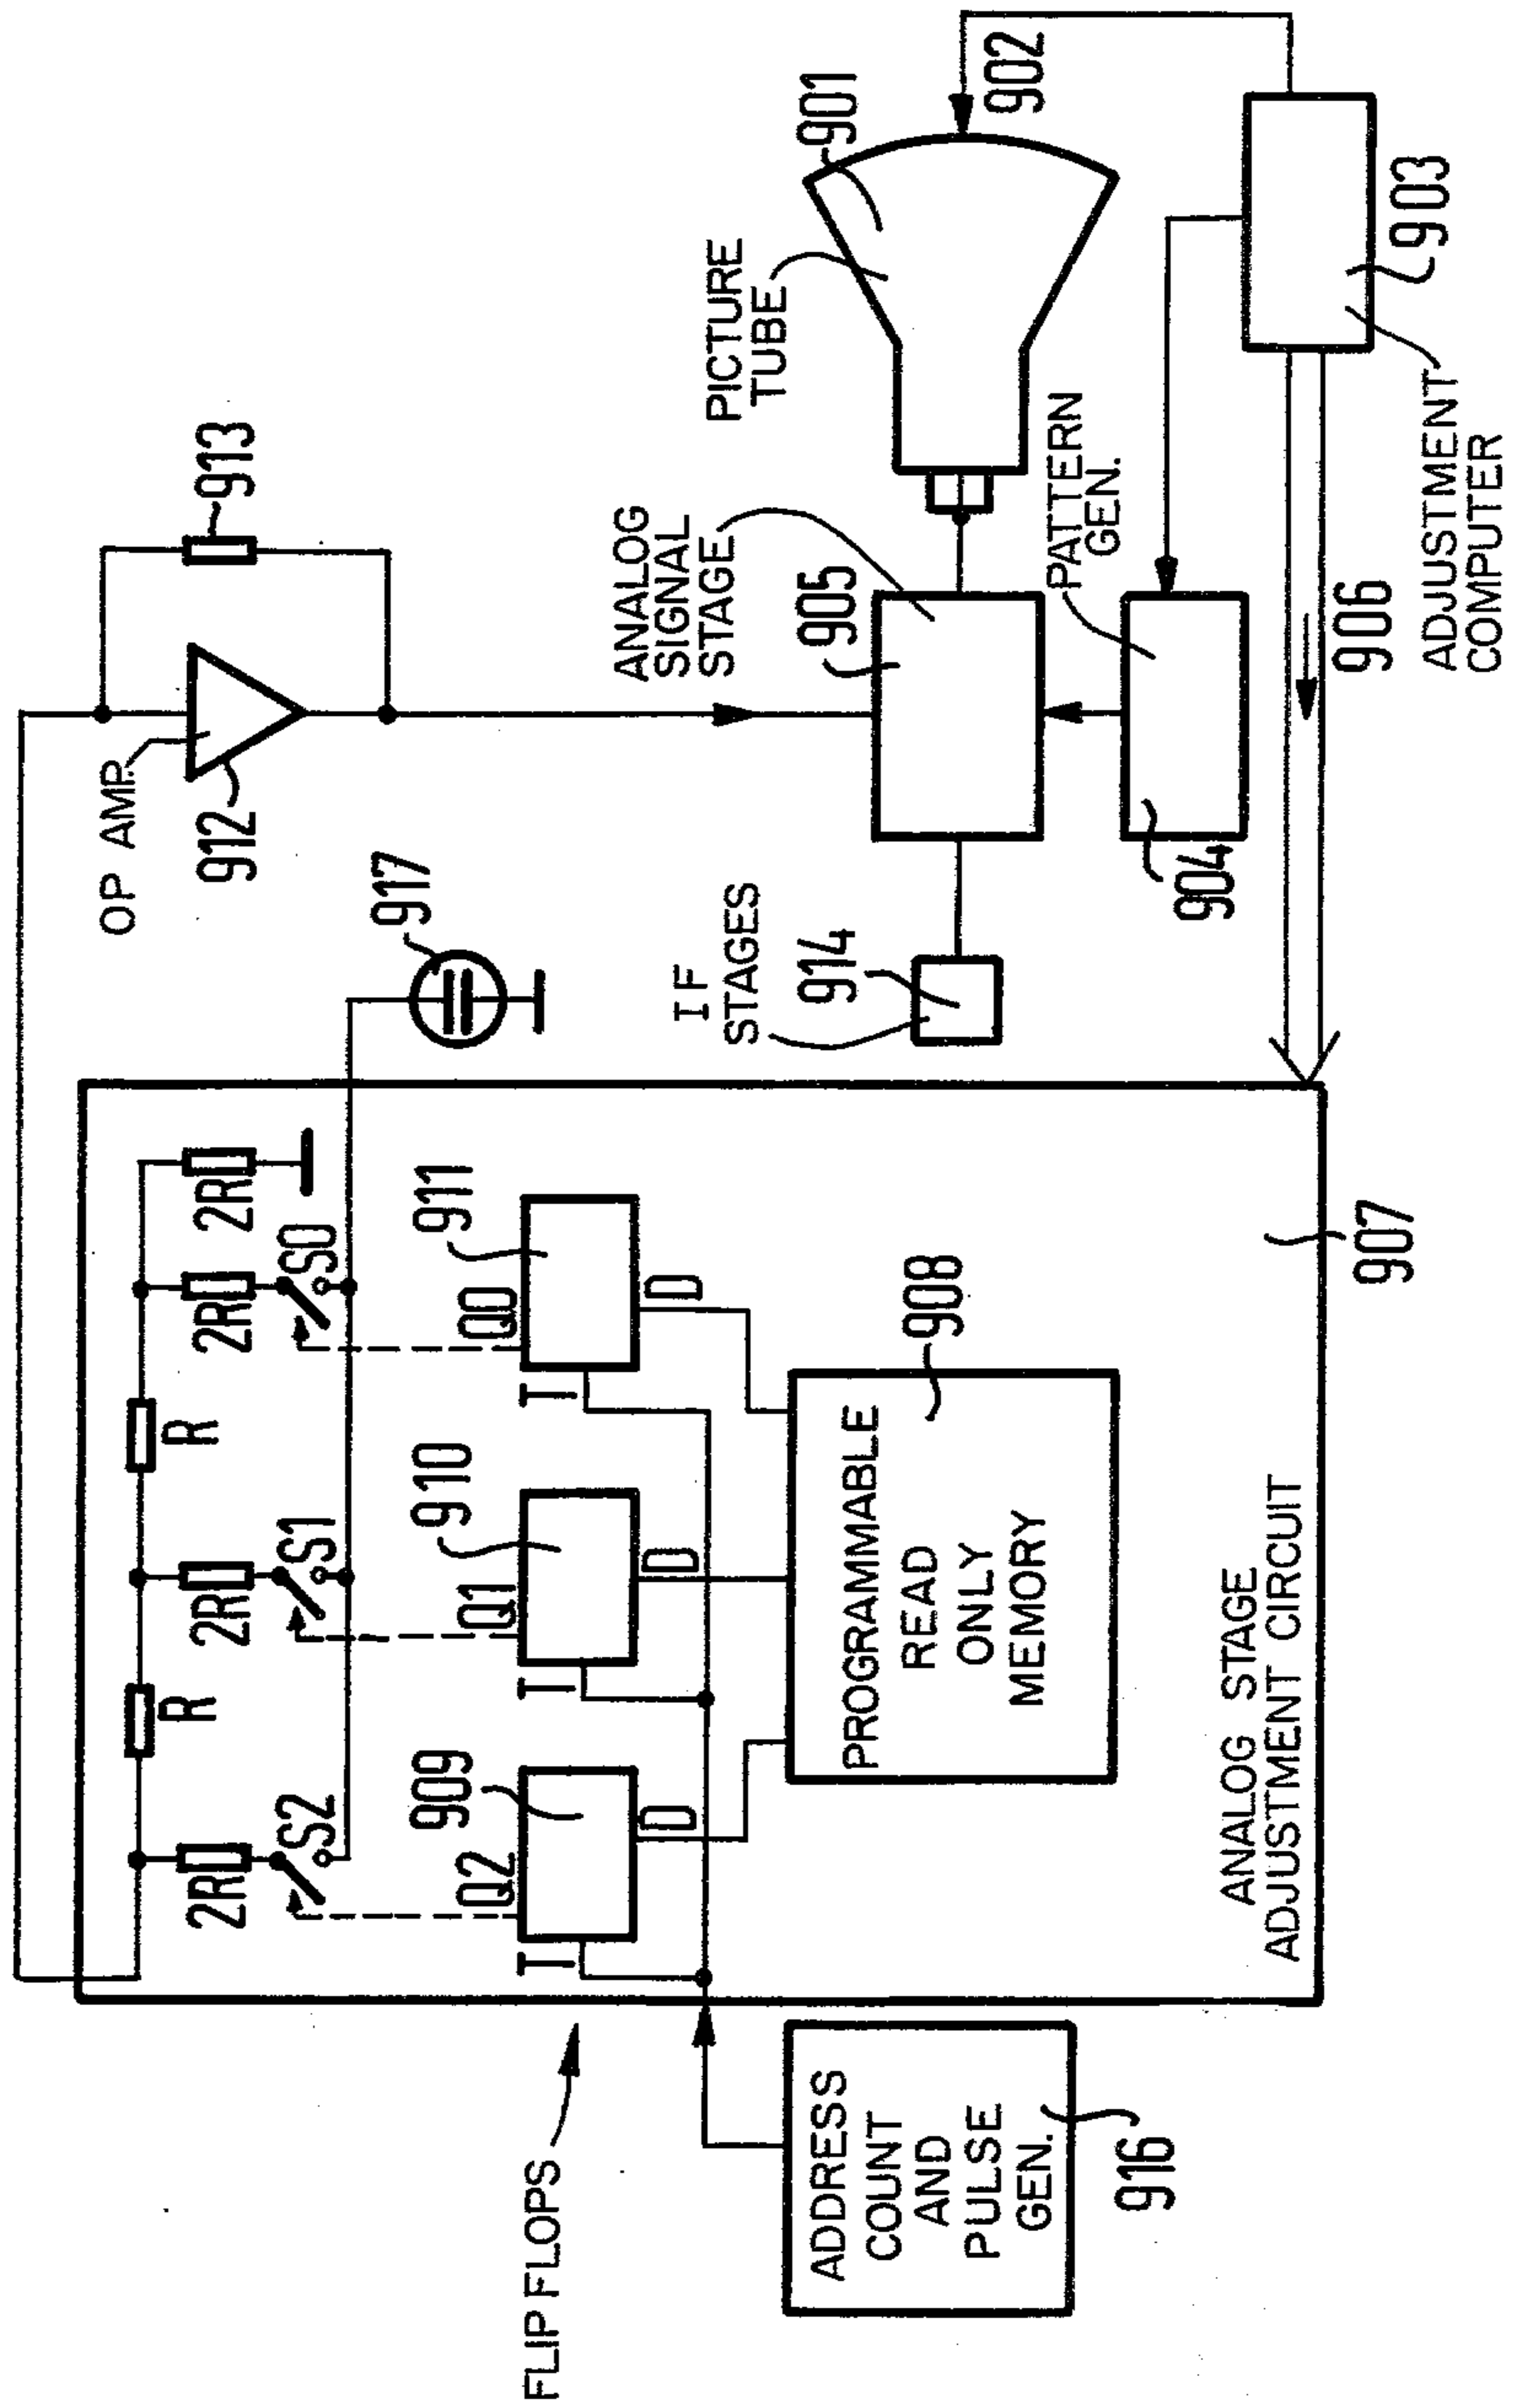 OP AMP.
912
913
917
2R
S2
R
2R
S1
R
2R
S0
2R
Q2
909
T
D
Q1
910
T
D
Q0
911
T
D
FLIP FLOPS
PROGRAMMABLE
READ
ONLY
MEMORY
908
ADDRESS
COUNT
AND
PULSE
GEN.
916
ANALOG STAGE
ADJUSTMENT CIRCUIT
907
IF
STAGES
914
ANALOG
SIGNAL
STAGE
905
PICTURE
TUBE
901
902
PATTERN
GEN.
904
906
903
ADJUSTMENT
COMPUTER